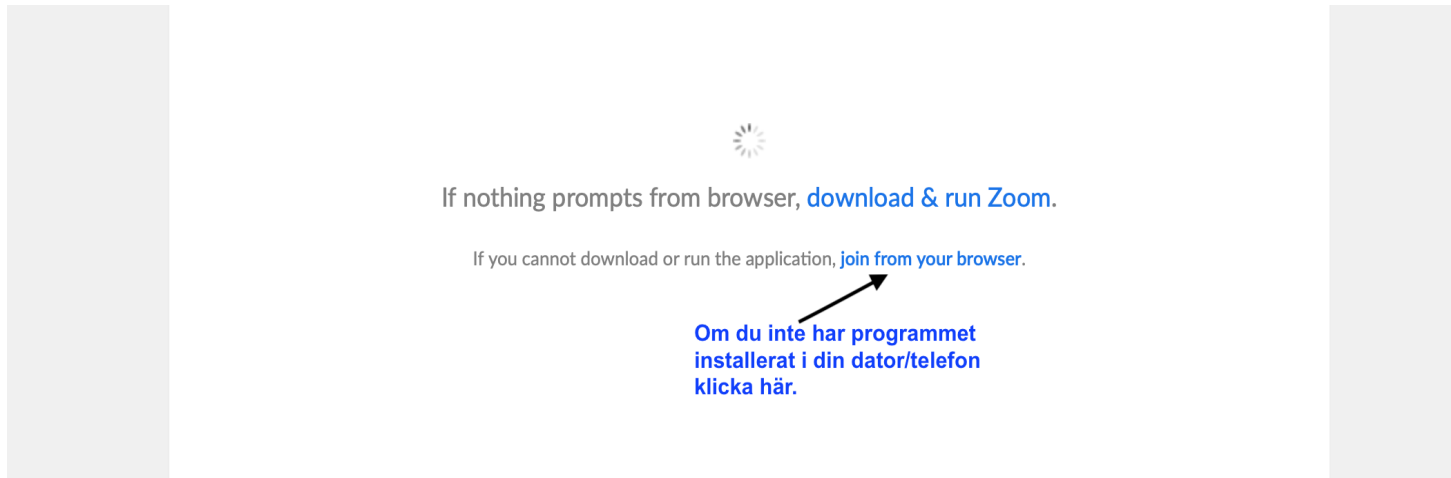 If nothing prompts from browser, download & run Zoom.
If you cannot download or run the application, join from your browser.
Om du inte har programmet
installerat i din dator/telefon
klicka här.